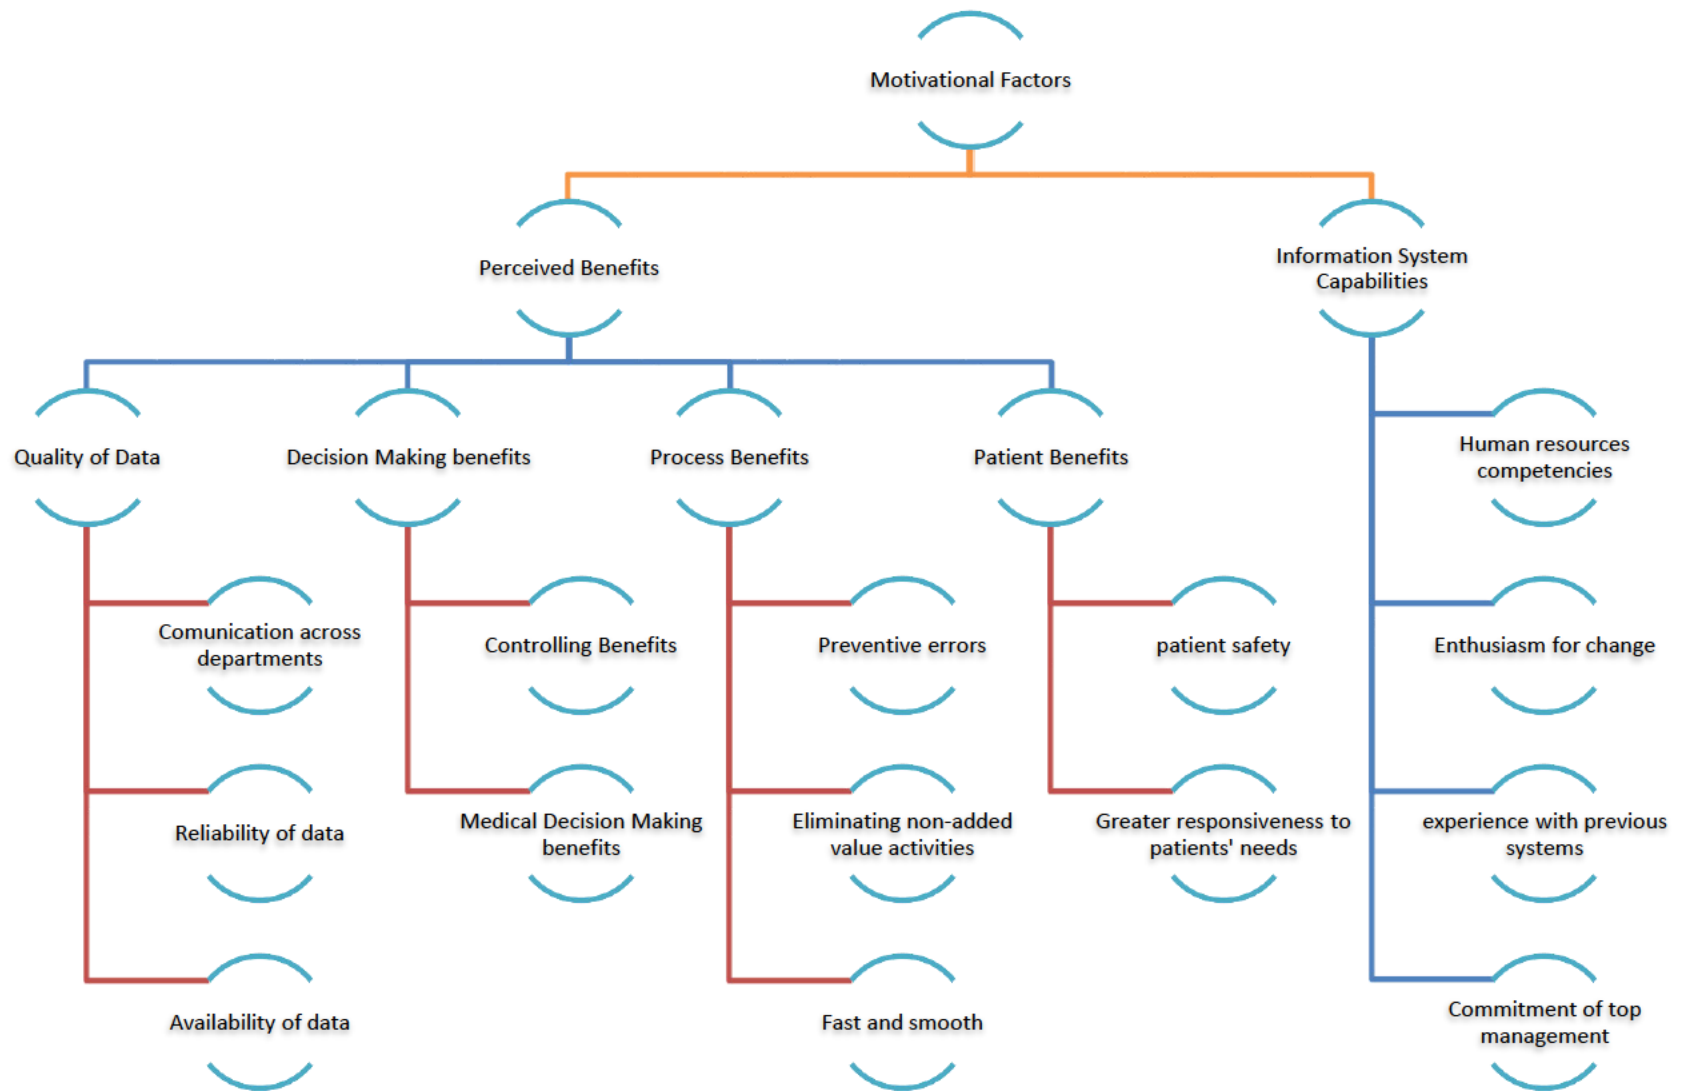 Motivational Factors
Perceived Benefits
Information System
Capabilities
Quality of Data
Decision Making benefits
Process Benefits
Patient Benefits
Human resources
competencies
Comunication across
departments
Controlling Benefits
Preventive errors
patient safety
Enthusiasm for change
Reliability of data
Medical Decision Making
benefits
Eliminating non-added
value activities
Greater responsiveness to
patients' needs
experience with previous
systems
Availability of data
Fast and smooth
Commitment of top
management